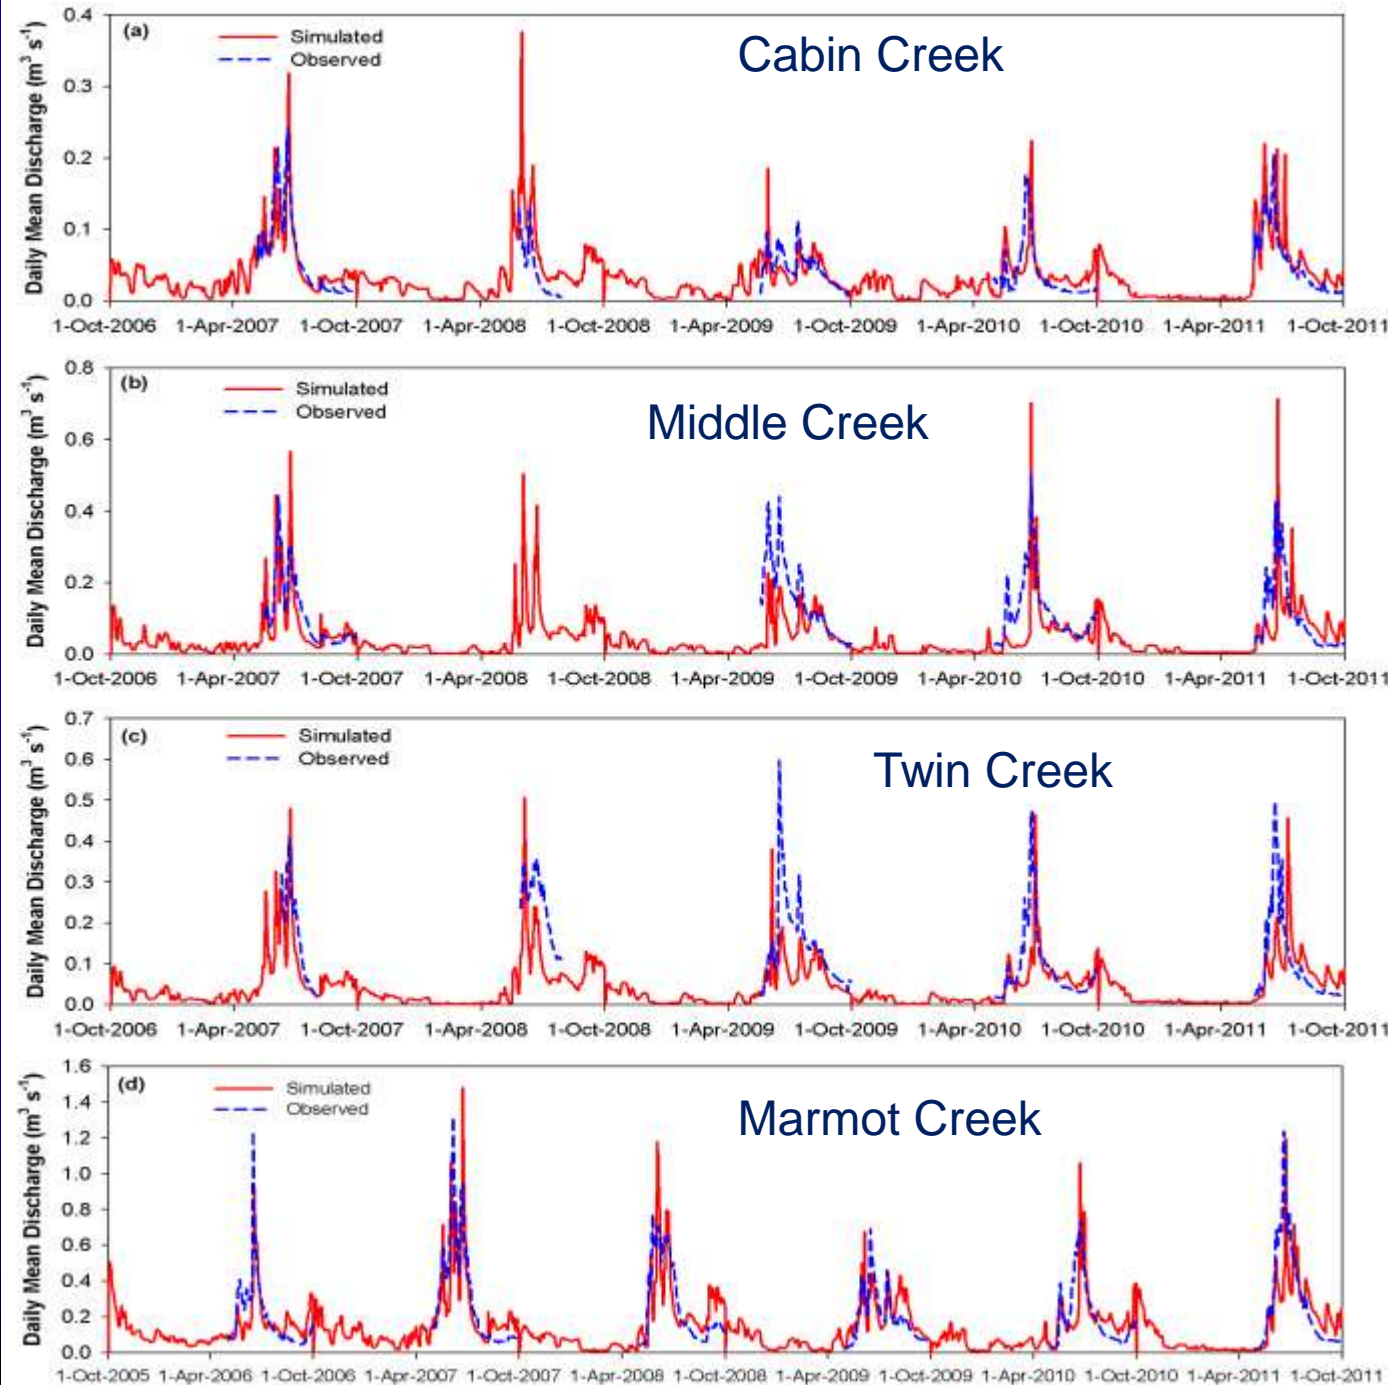 0.4
(a)
Simulated
Observed
Cabin Creek
0.3
0.2
0.1
0.0
Daily Mean Discharge (m³ s⁻¹)
1-Oct-2006 1-Apr-2007 1-Oct-2007 1-Apr-2008 1-Oct-2008 1-Apr-2009 1-Oct-2009 1-Apr-2010 1-Oct-2010 1-Apr-2011 1-Oct-2011
0.8
(b)
Simulated
Observed
Middle Creek
0.6
0.4
0.2
0.0
Daily Mean Discharge (m³ s⁻¹)
1-Oct-2006 1-Apr-2007 1-Oct-2007 1-Apr-2008 1-Oct-2008 1-Apr-2009 1-Oct-2009 1-Apr-2010 1-Oct-2010 1-Apr-2011 1-Oct-2011
0.7
(c)
Simulated
Observed
Twin Creek
0.6
0.5
0.4
0.3
0.2
0.1
0.0
Daily Mean Discharge (m³ s⁻¹)
1-Oct-2006 1-Apr-2007 1-Oct-2007 1-Apr-2008 1-Oct-2008 1-Apr-2009 1-Oct-2009 1-Apr-2010 1-Oct-2010 1-Apr-2011 1-Oct-2011
1.6
(d)
Simulated
Observed
Marmot Creek
1.4
1.2
1.0
0.8
0.6
0.4
0.2
0.0
Daily Mean Discharge (m³ s⁻¹)
1-Oct-2005 1-Apr-2006 1-Oct-2006 1-Apr-2007 1-Oct-2007 1-Apr-2008 1-Oct-2008 1-Apr-2009 1-Oct-2009 1-Apr-2010 1-Oct-2010 1-Apr-2011 1-Oct-2011